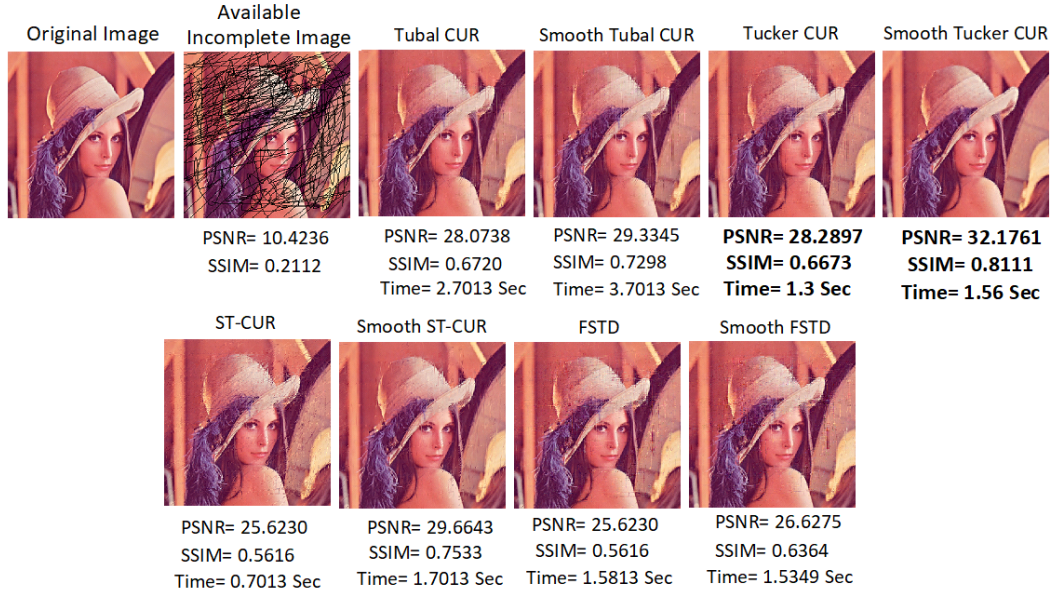 Original Image
Available
Incomplete Image
Tubal CUR
Smooth Tubal CUR
Tucker CUR
Smooth Tucker CUR
PSNR= 10.4236
SSIM= 0.2112
PSNR= 28.0738
SSIM= 0.6720
Time= 2.7013 Sec
PSNR= 29.3345
SSIM= 0.7298
Time= 3.7013 Sec
PSNR= 28.2897
SSIM= 0.6673
Time= 1.3 Sec
PSNR= 32.1761
SSIM= 0.8111
Time= 1.56 Sec
ST-CUR
Smooth ST-CUR
FSTD
Smooth FSTD
PSNR= 25.6230
SSIM= 0.5616
Time= 0.7013 Sec
PSNR= 29.6643
SSIM= 0.7533
Time= 1.7013 Sec
PSNR= 25.6230
SSIM= 0.5616
Time= 1.5813 Sec
PSNR= 26.6275
SSIM= 0.6364
Time= 1.5349 Sec